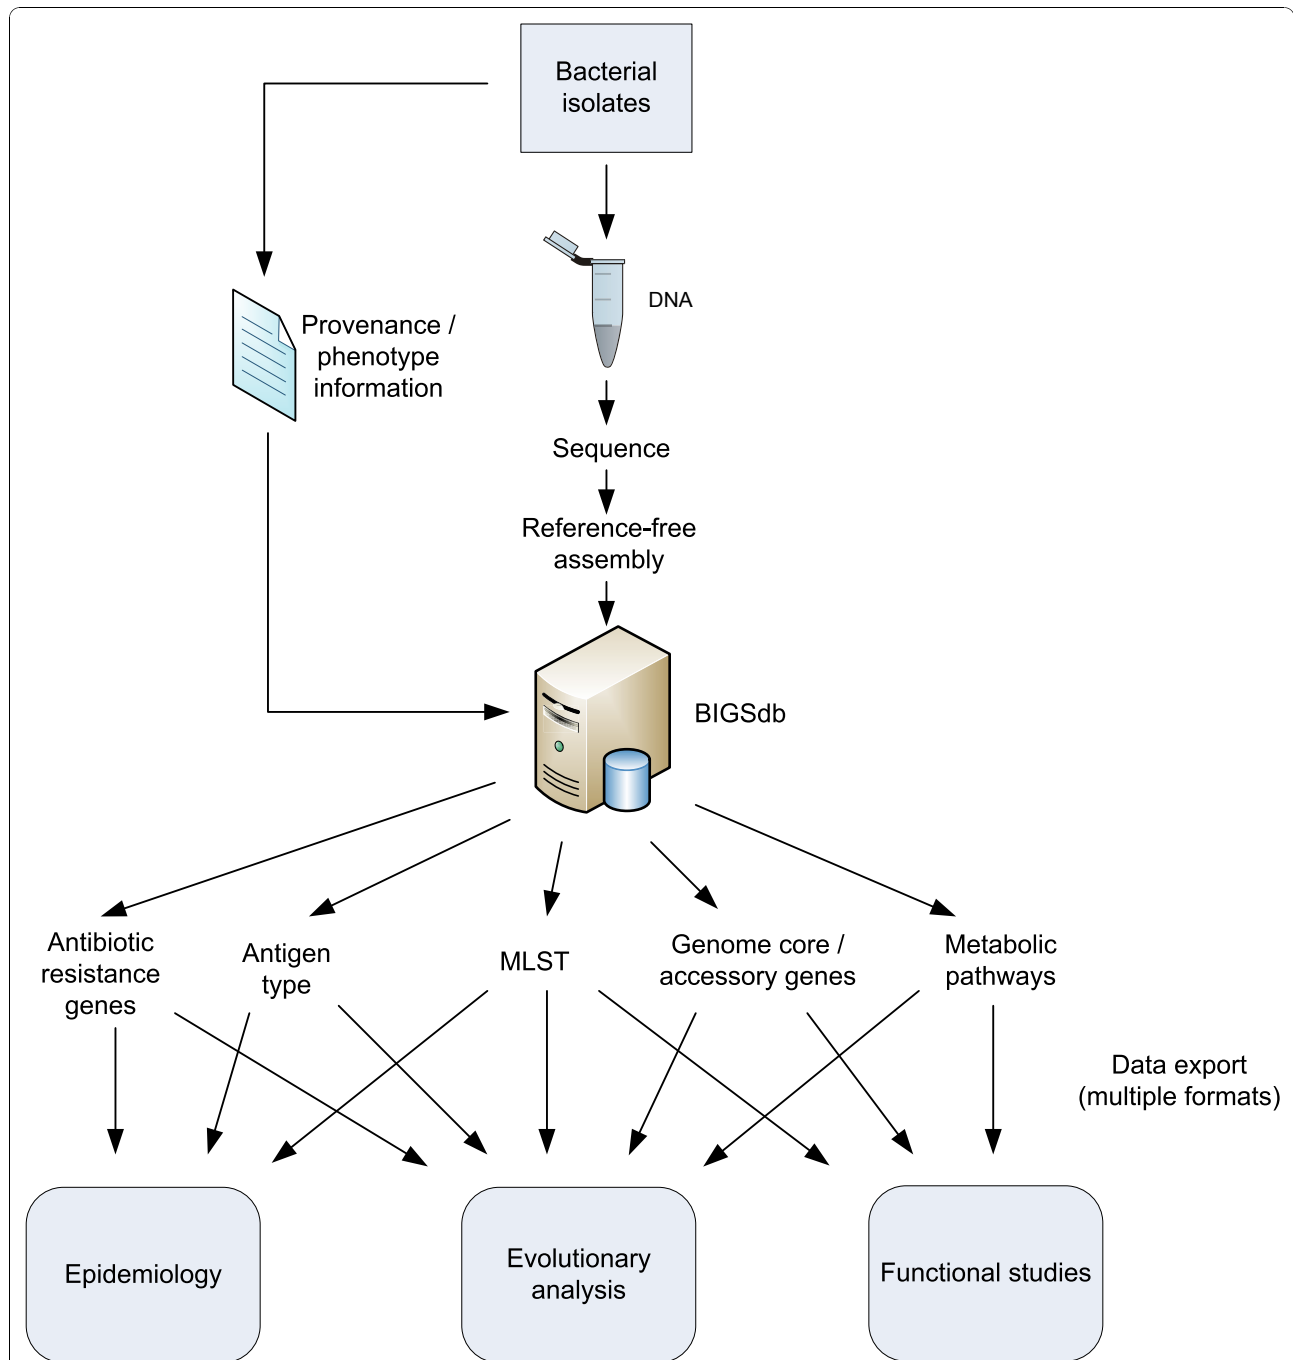 Bacterial
isolates
DNA
Provenance /
phenotype
information
Sequence
Reference-free
assembly
BIGSdb
Antibiotic
resistance
genes
Antigen
type
MLST
Genome core /
accessory genes
Metabolic
pathways
Data export
(multiple formats)
Epidemiology
Evolutionary
analysis
Functional studies